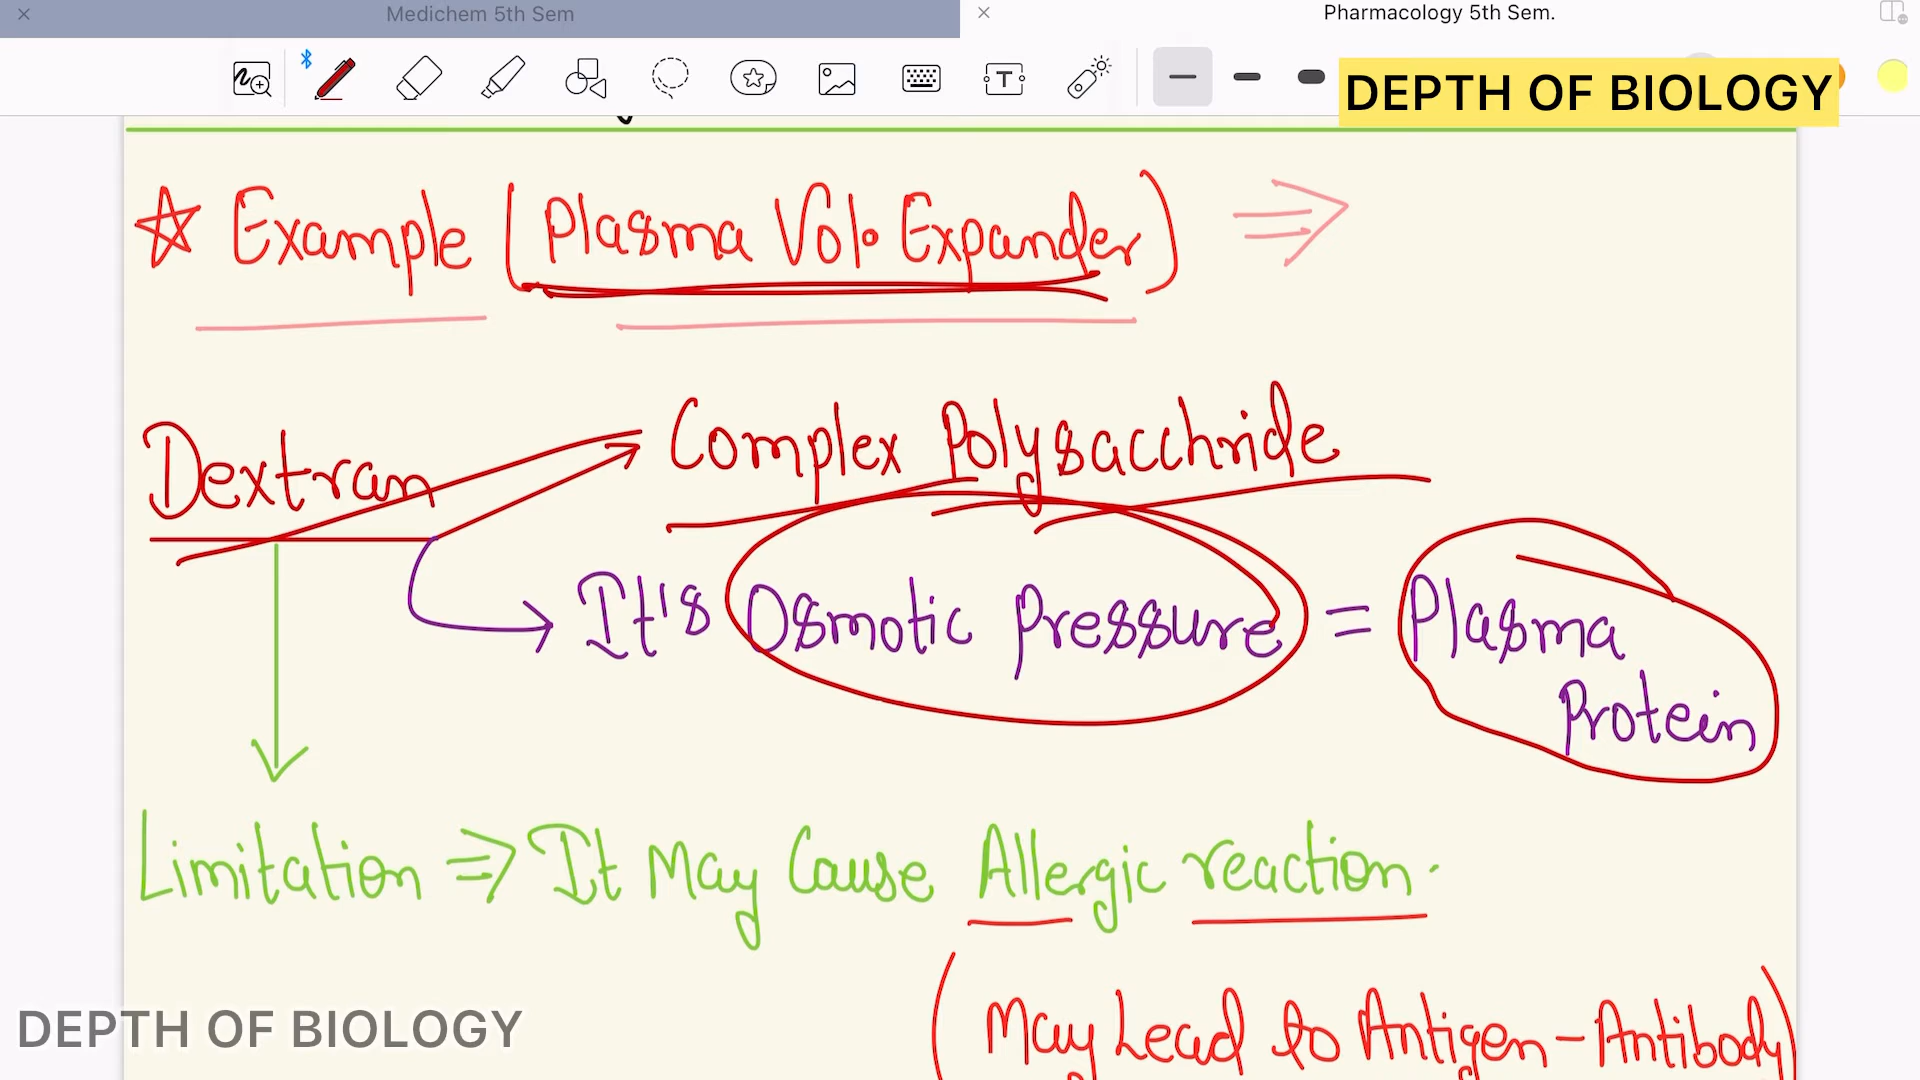 Medichem 5th Sem
Pharmacology 5th Sem.
DEPTH OF BIOLOGY
Example (Plasma Vol. Expander) ⇒
Dextran → Complex Polysacchride
→ It's Osmotic Pressure = Plasma
Protein
Limitation ⇒ It May Cause Allergic reaction.
(May Lead to Antigen-Antibody)
DEPTH OF BIOLOGY